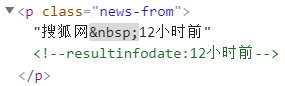 ▼<p class="news-from">
"搜狐网&nbsp;12小时前"
<!--resultinfodate:12小时前-->
</p>